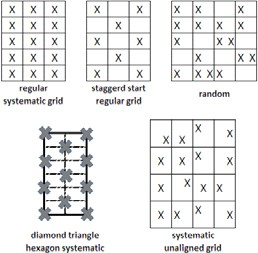 regular
systematic grid
staggerd start
regular grid
random
diamond triangle
hexagon systematic
systematic
unaligned grid